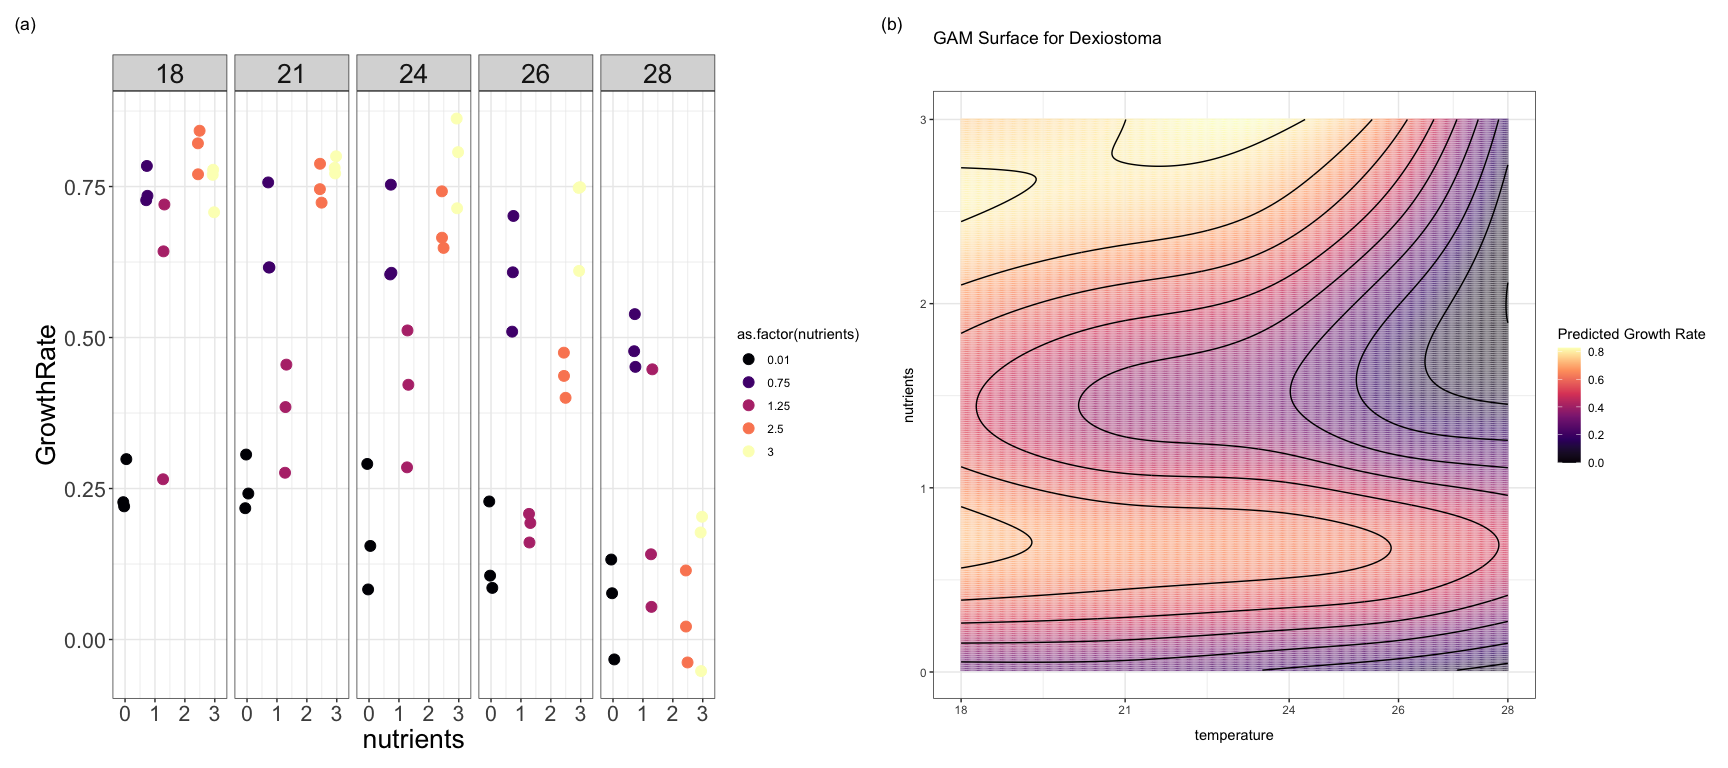 (a)
18 21 24 26 28
GrowthRate
0.75
0.50
0.25
0.00
0 1 2 3 0 1 2 3 0 1 2 3 0 1 2 3 0 1 2 3
nutrients
as.factor(nutrients)
0.01
0.75
1.25
2.5
3
(b)
GAM Surface for Dexiostoma
nutrients
3
2
1
0
18 21 24 26 28
temperature
Predicted Growth Rate
0.8
0.6
0.4
0.2
0.0